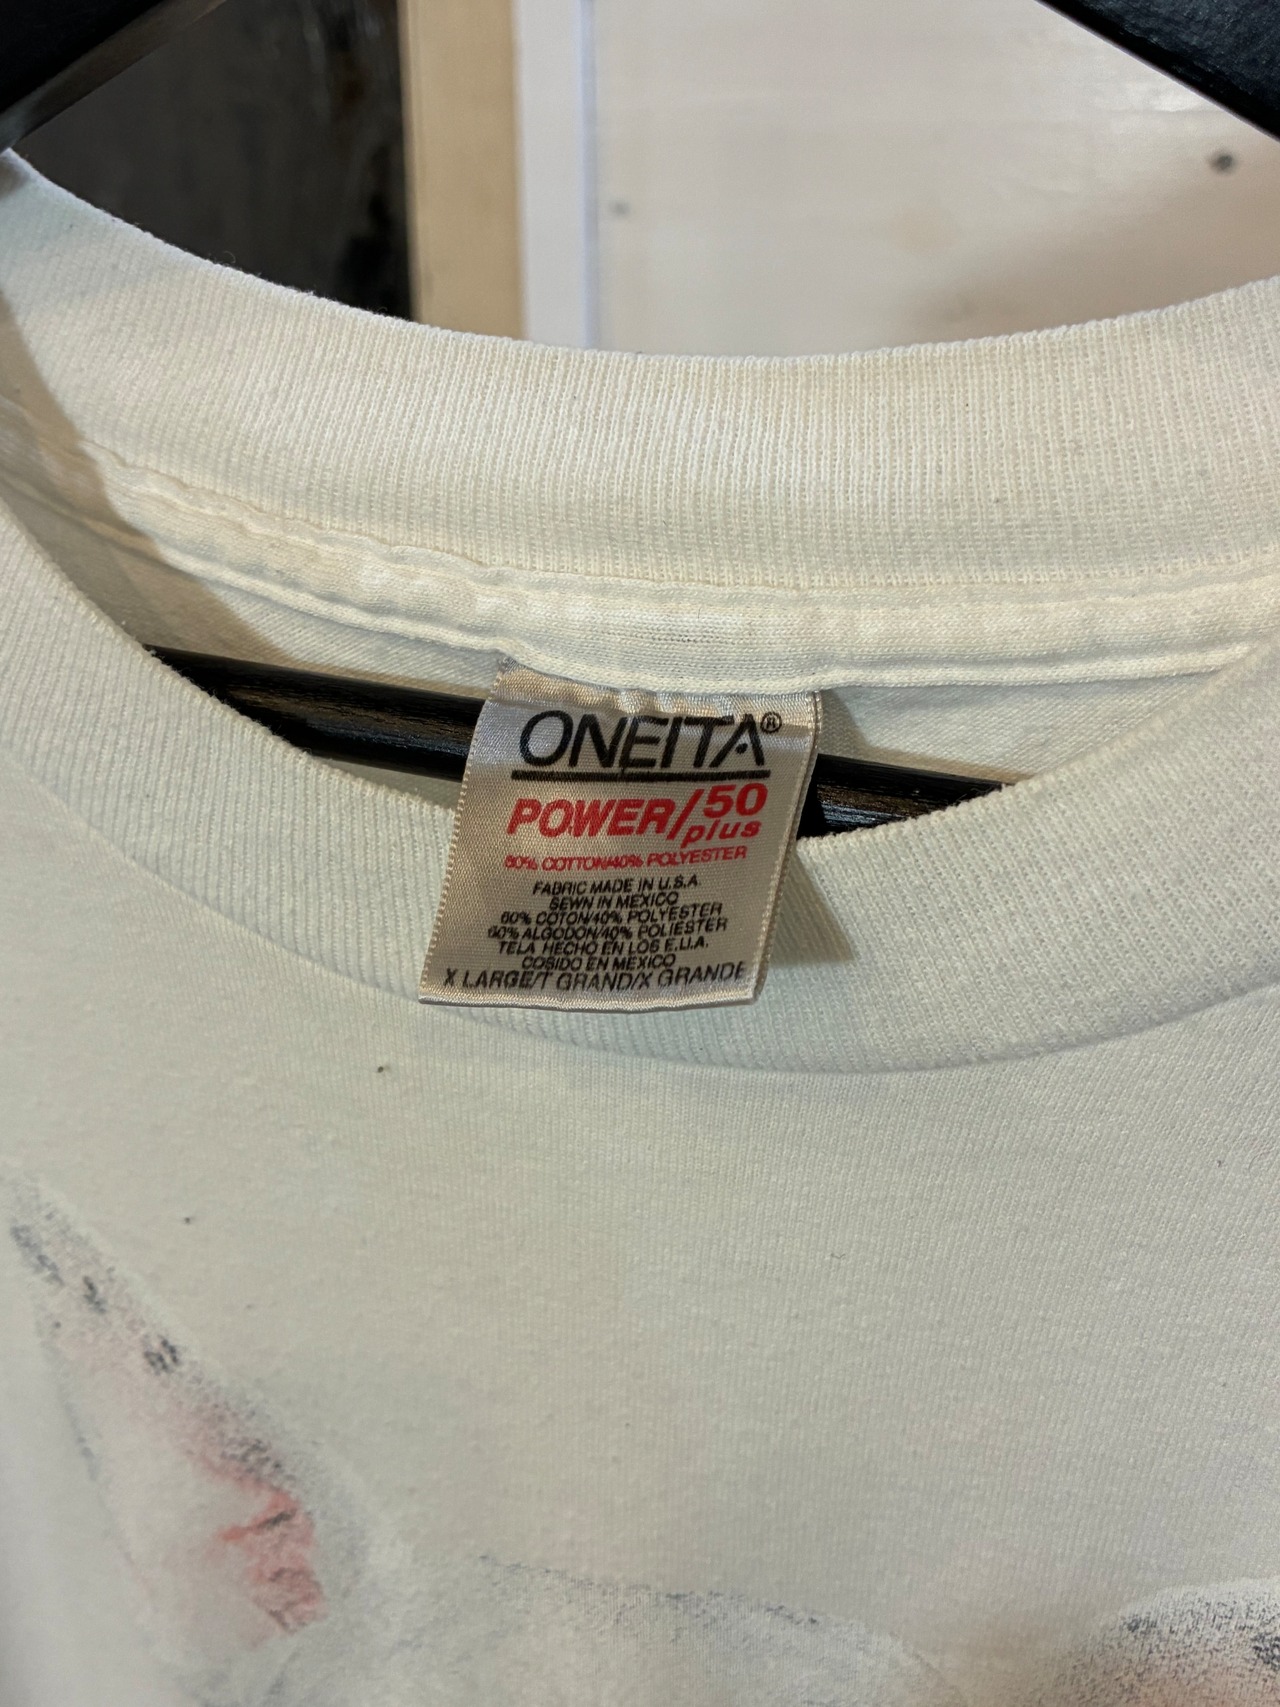 ONEITA®
POWER/50
plus
60% COTTON/40% POLYESTER
FABRIC MADE IN U.S.A.
SEWN IN MEXICO
60% COTON/40% POLYESTER
60% ALGODON/40% POLIESTER
TELA HECHO EN LOS E.U.A.
COSIDO EN MEXICO
X LARGE/T GRAND/X GRANDE